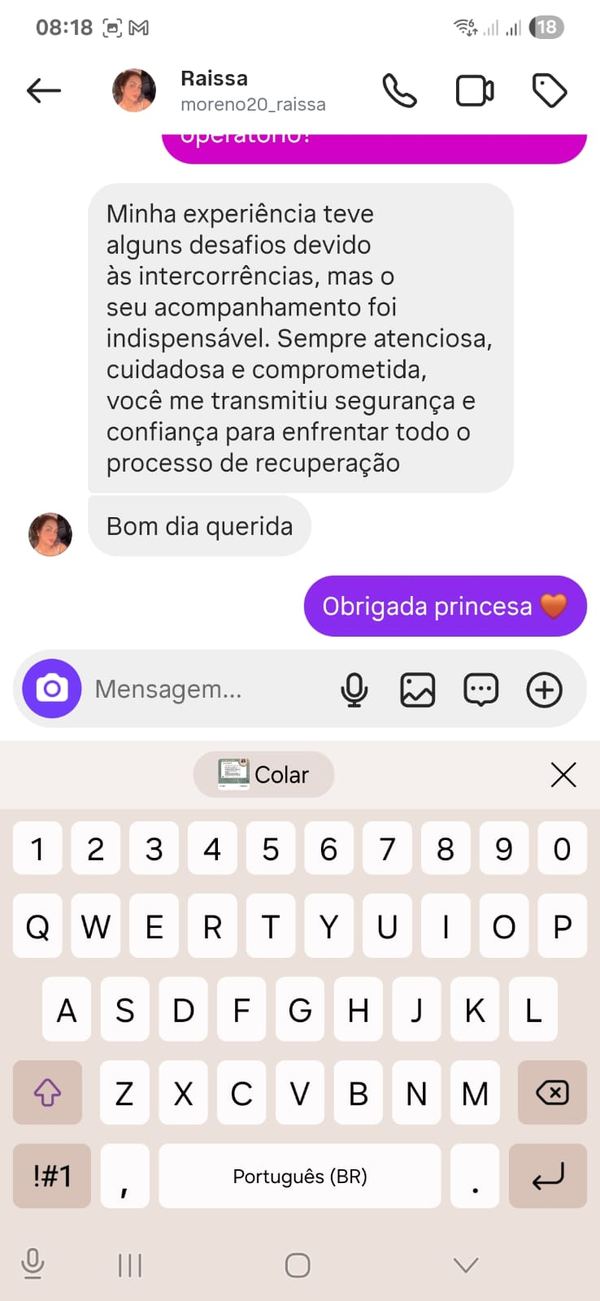 08:18
18
Raissa
moreno20_raissa
operatório?
Minha experiência teve
alguns desafios devido
às intercorrências, mas o
seu acompanhamento foi
indispensável. Sempre atenciosa,
cuidadosa e comprometida,
você me transmitiu segurança e
confiança para enfrentar todo o
processo de recuperação
Bom dia querida
Obrigada princesa
Mensagem...
Colar
1 2 3 4 5 6 7 8 9 0
Q W E R T Y U I O P
A S D F G H J K L
Z X C V B N M
!#1 , Português (BR) .